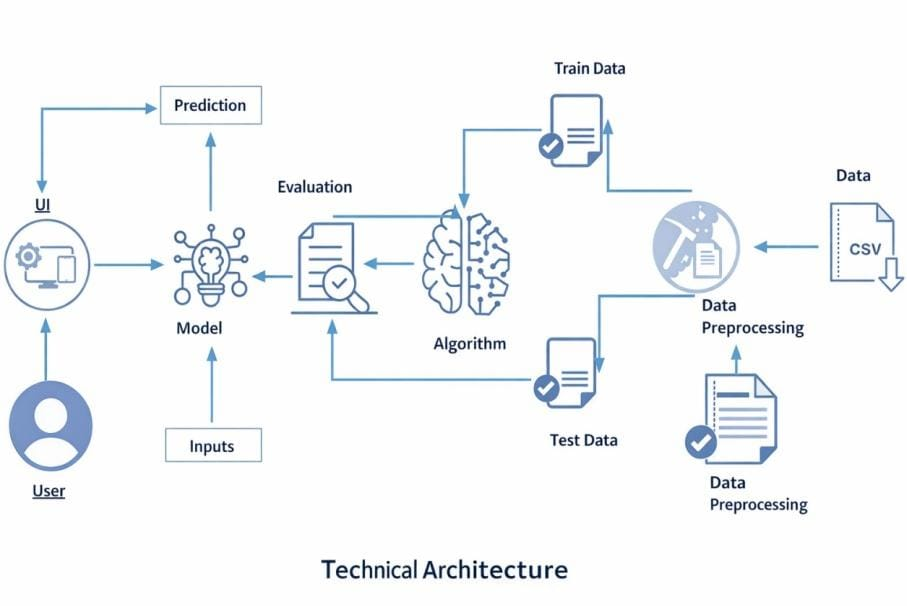 Train Data
Prediction
Data
Evaluation
UI
CSV
Data
Preprocessing
Model
Algorithm
Inputs
Test Data
User
Data
Preprocessing
Technical Architecture